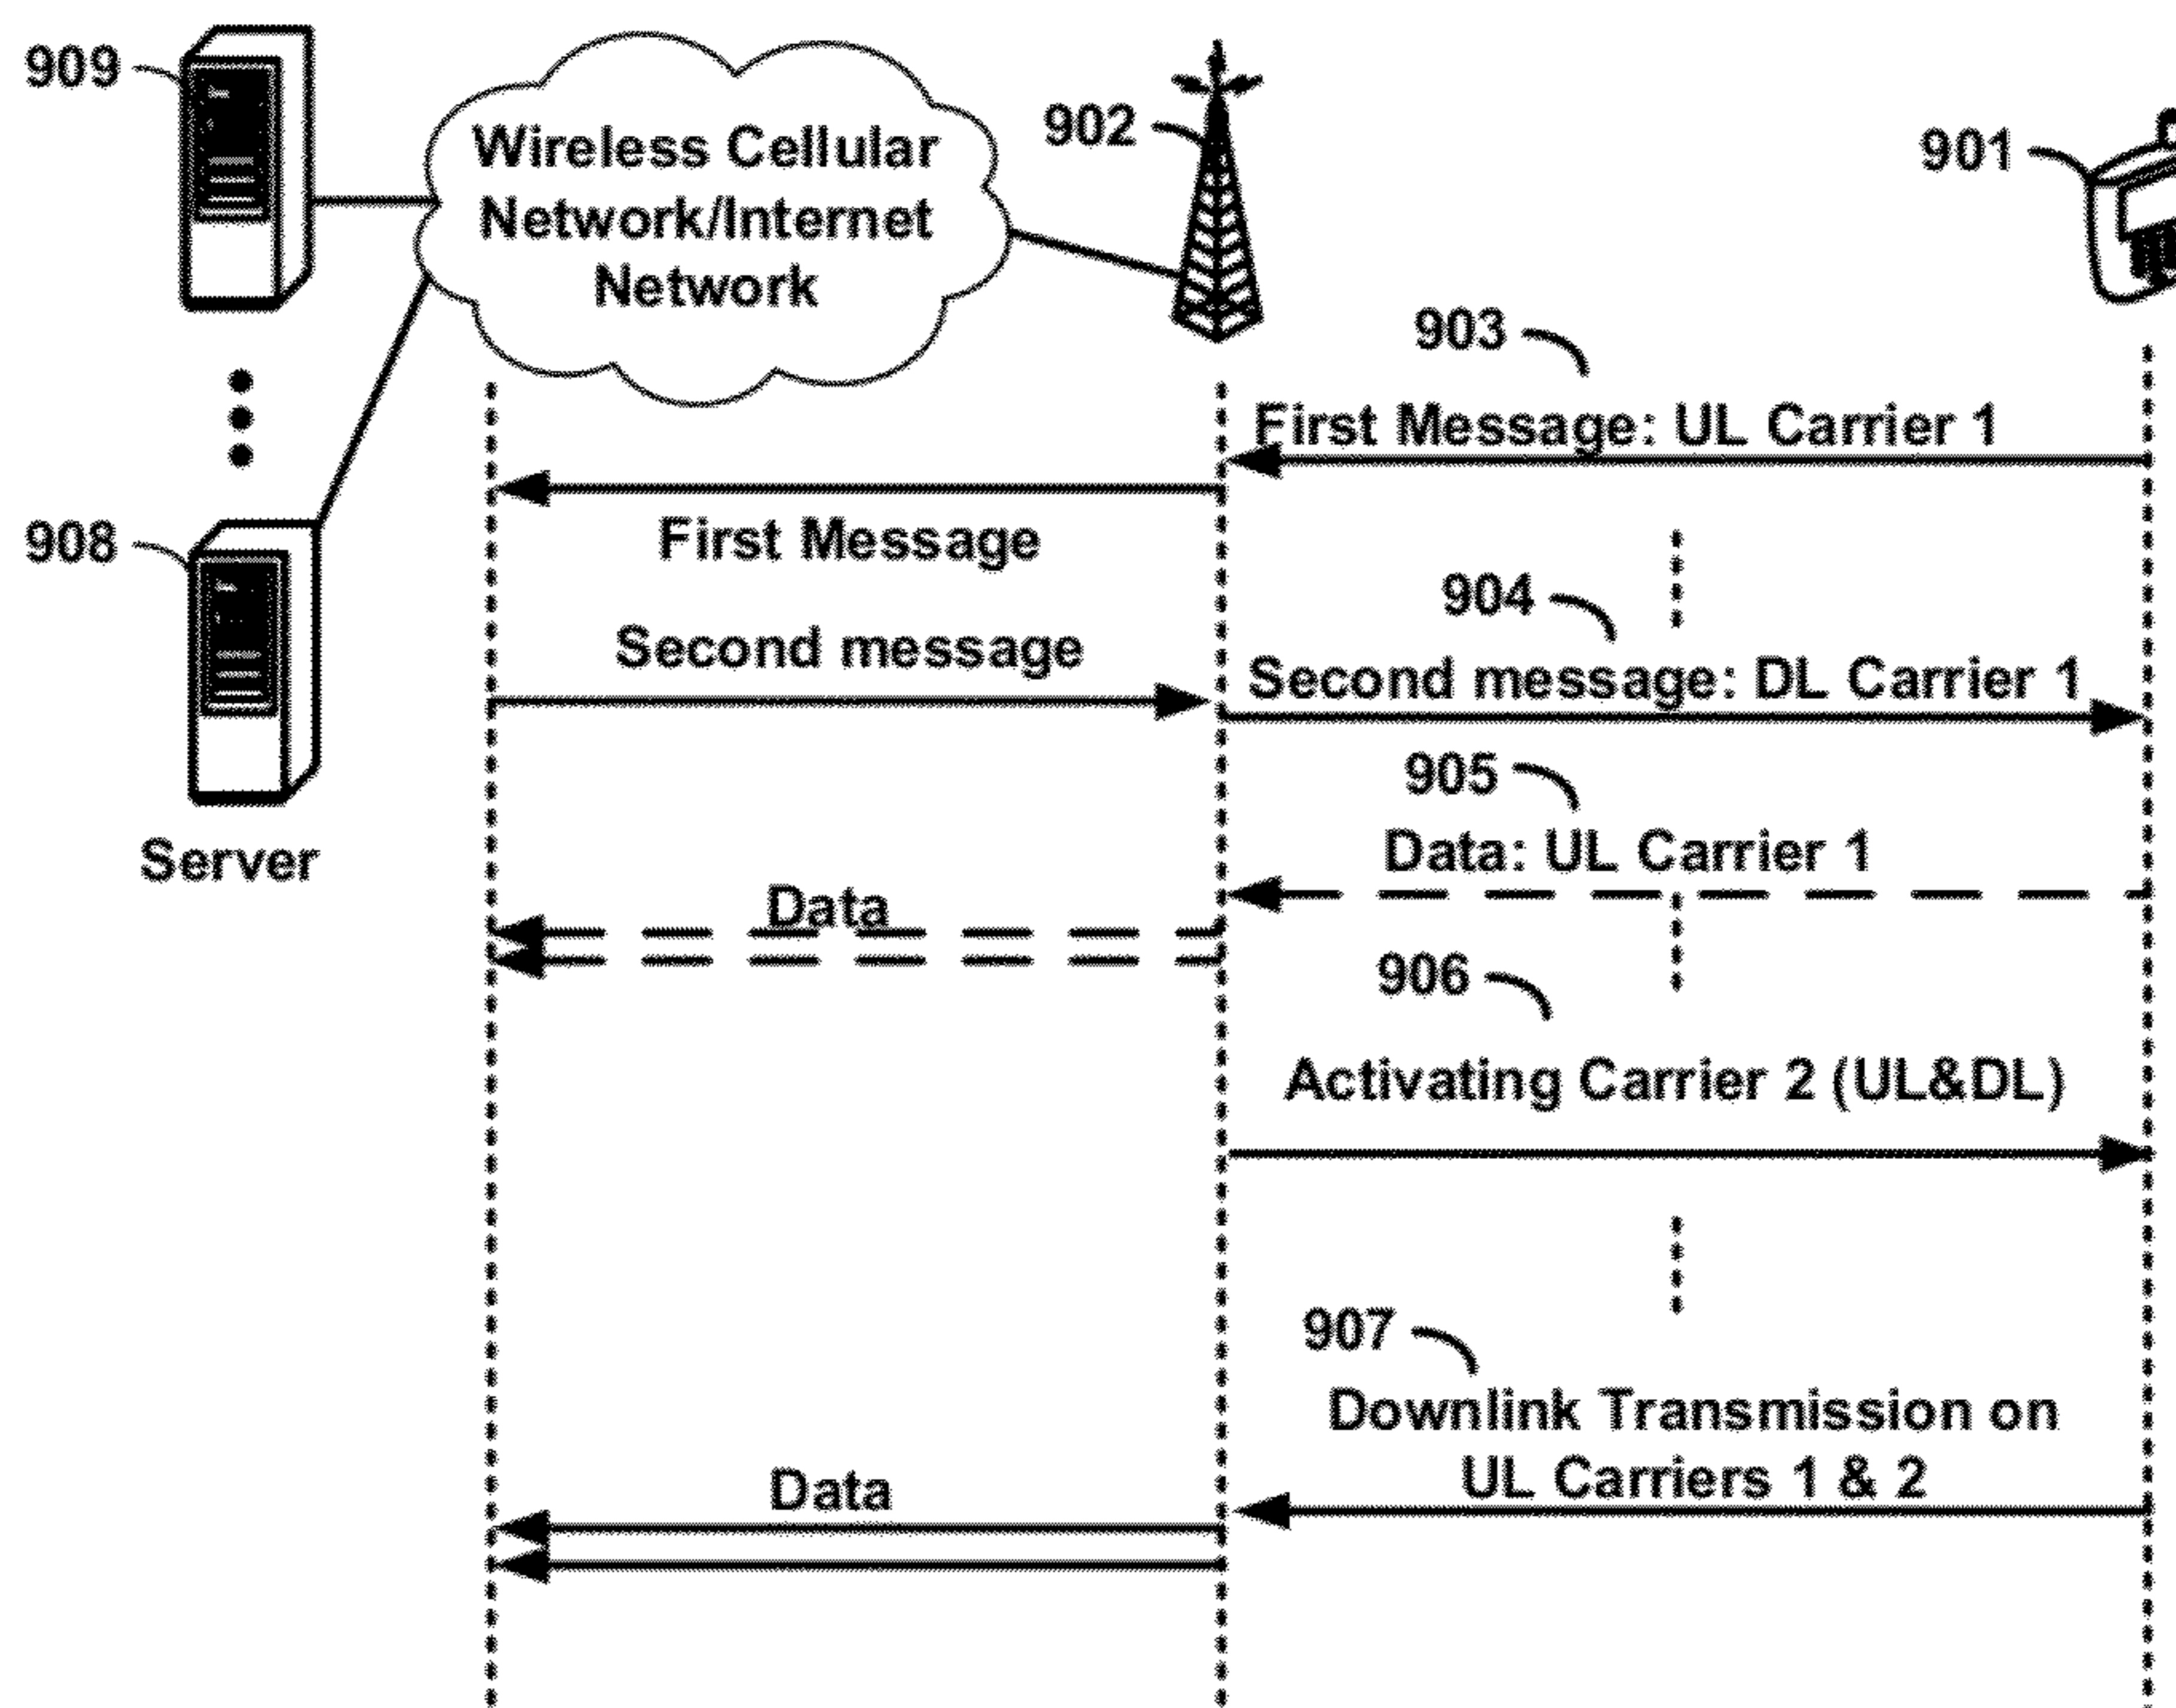 909
Wireless Cellular
Network/Internet
Network
902
901
903
First Message: UL Carrier 1
First Message
908
904
Second message
Second message: DL Carrier 1
905
Data: UL Carrier 1
Server
Data
906
Activating Carrier 2 (UL&DL)
907
Downlink Transmission on
UL Carriers 1 & 2
Data